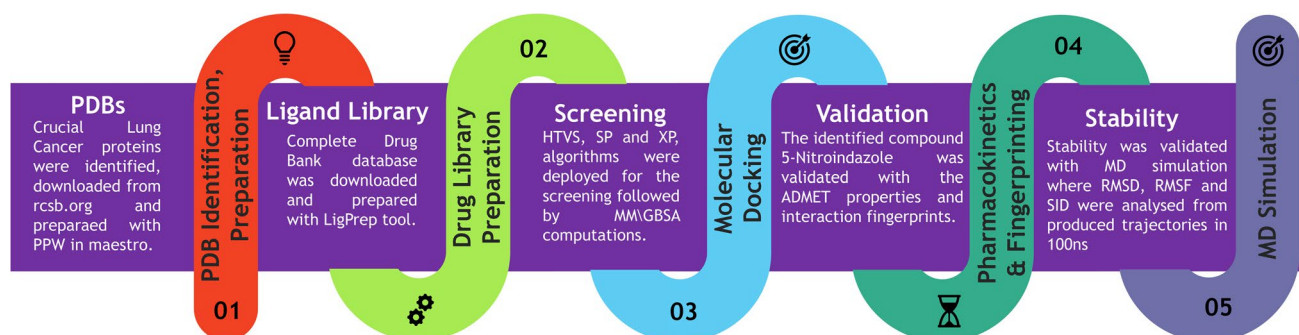 PDBs
Crucial Lung
Cancer proteins
were identified,
downloaded from
rcsb.org and
preparaed with
PPW in maestro.
PDB Identification,
Preparation
01
Ligand Library
Complete Drug
Bank database
was downloaded
and prepared
with LigPrep tool.
02
Drug Library
Preparation
Screening
HTVS, SP and XP,
algorithms were
deployed for the
screening followed
by MM\GBSA
computations.
Molecular
Docking
03
Validation
The identified compound
5-Nitroindazole was
validated with the
ADMET properties and
interaction fingerprints.
04
Pharmacokinetics
& Fingerprinting
Stability
Stability was validated
with MD simulation
where RMSD, RMSF and
SID were analysed from
produced trajectories in
100ns
MD Simulation
05